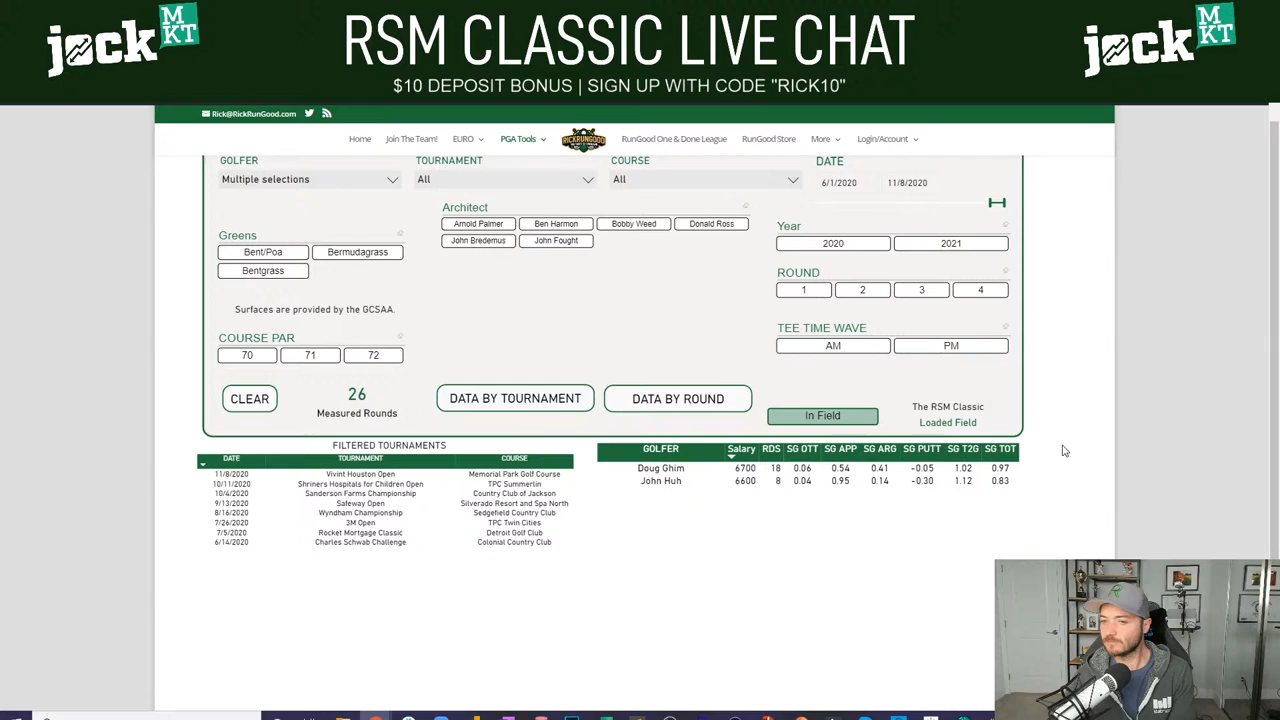 jock MKT
RSM CLASSIC LIVE CHAT
$10 DEPOSIT BONUS | SIGN UP WITH CODE "RICK10"
jock MKT
Rick@RickRunGood.com
Home Join The Team! EURO PGA Tools RICKRUNGOOD RunGood One & Done League RunGood Store More Login/Account
GOLFER TOURNAMENT COURSE DATE
Multiple selections All All 6/1/2020 11/8/2020
Architect
Arnold Palmer Ben Harmon Bobby Weed Donald Ross
John Bredemus John Fought
Greens
Bent/Poa Bermudagrass
Bentgrass
Surfaces are provided by the GCSAA.
COURSE PAR
70 71 72
Year
2020 2021
ROUND
1 2 3 4
TEE TIME WAVE
AM PM
CLEAR 26 DATA BY TOURNAMENT DATA BY ROUND
Measured Rounds
In Field The RSM Classic
Loaded Field
FILTERED TOURNAMENTS
DATE TOURNAMENT COURSE
11/8/2020 Vivint Houston Open Memorial Park Golf Course
10/11/2020 Shriners Hospitals for Children Open TPC Summerlin
10/4/2020 Sanderson Farms Championship Country Club of Jackson
9/13/2020 Safeway Open Silverado Resort and Spa North
8/16/2020 Wyndham Championship Sedgefield Country Club
7/26/2020 3M Open TPC Twin Cities
7/5/2020 Rocket Mortgage Classic Detroit Golf Club
6/14/2020 Charles Schwab Challenge Colonial Country Club
GOLFER Salary RDS SG OTT SG APP SG ARG SG PUTT SG T2G SG TOT
Doug Ghim 6700 18 0.06 0.54 0.41 -0.05 1.02 0.97
John Huh 6600 8 0.04 0.95 0.14 -0.30 1.12 0.83